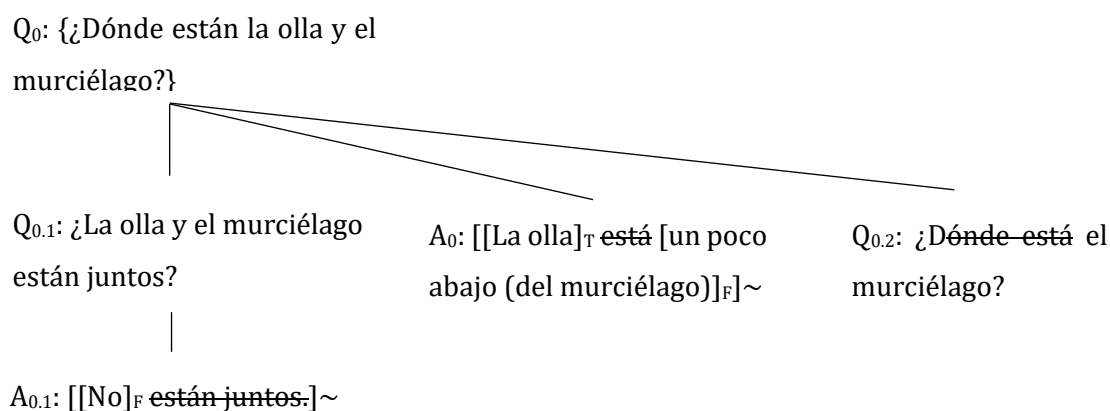 Q₀: {¿Dónde están la olla y el
murciélago?}
Q₀.₁: ¿La olla y el murciélago
están juntos?
A₀: [[La olla]T está [un poco
abajo (del murciélago)]F]~
Q₀.₂: ¿Dónde está el
murciélago?
A₀.₁: [[No]F están juntos.]~